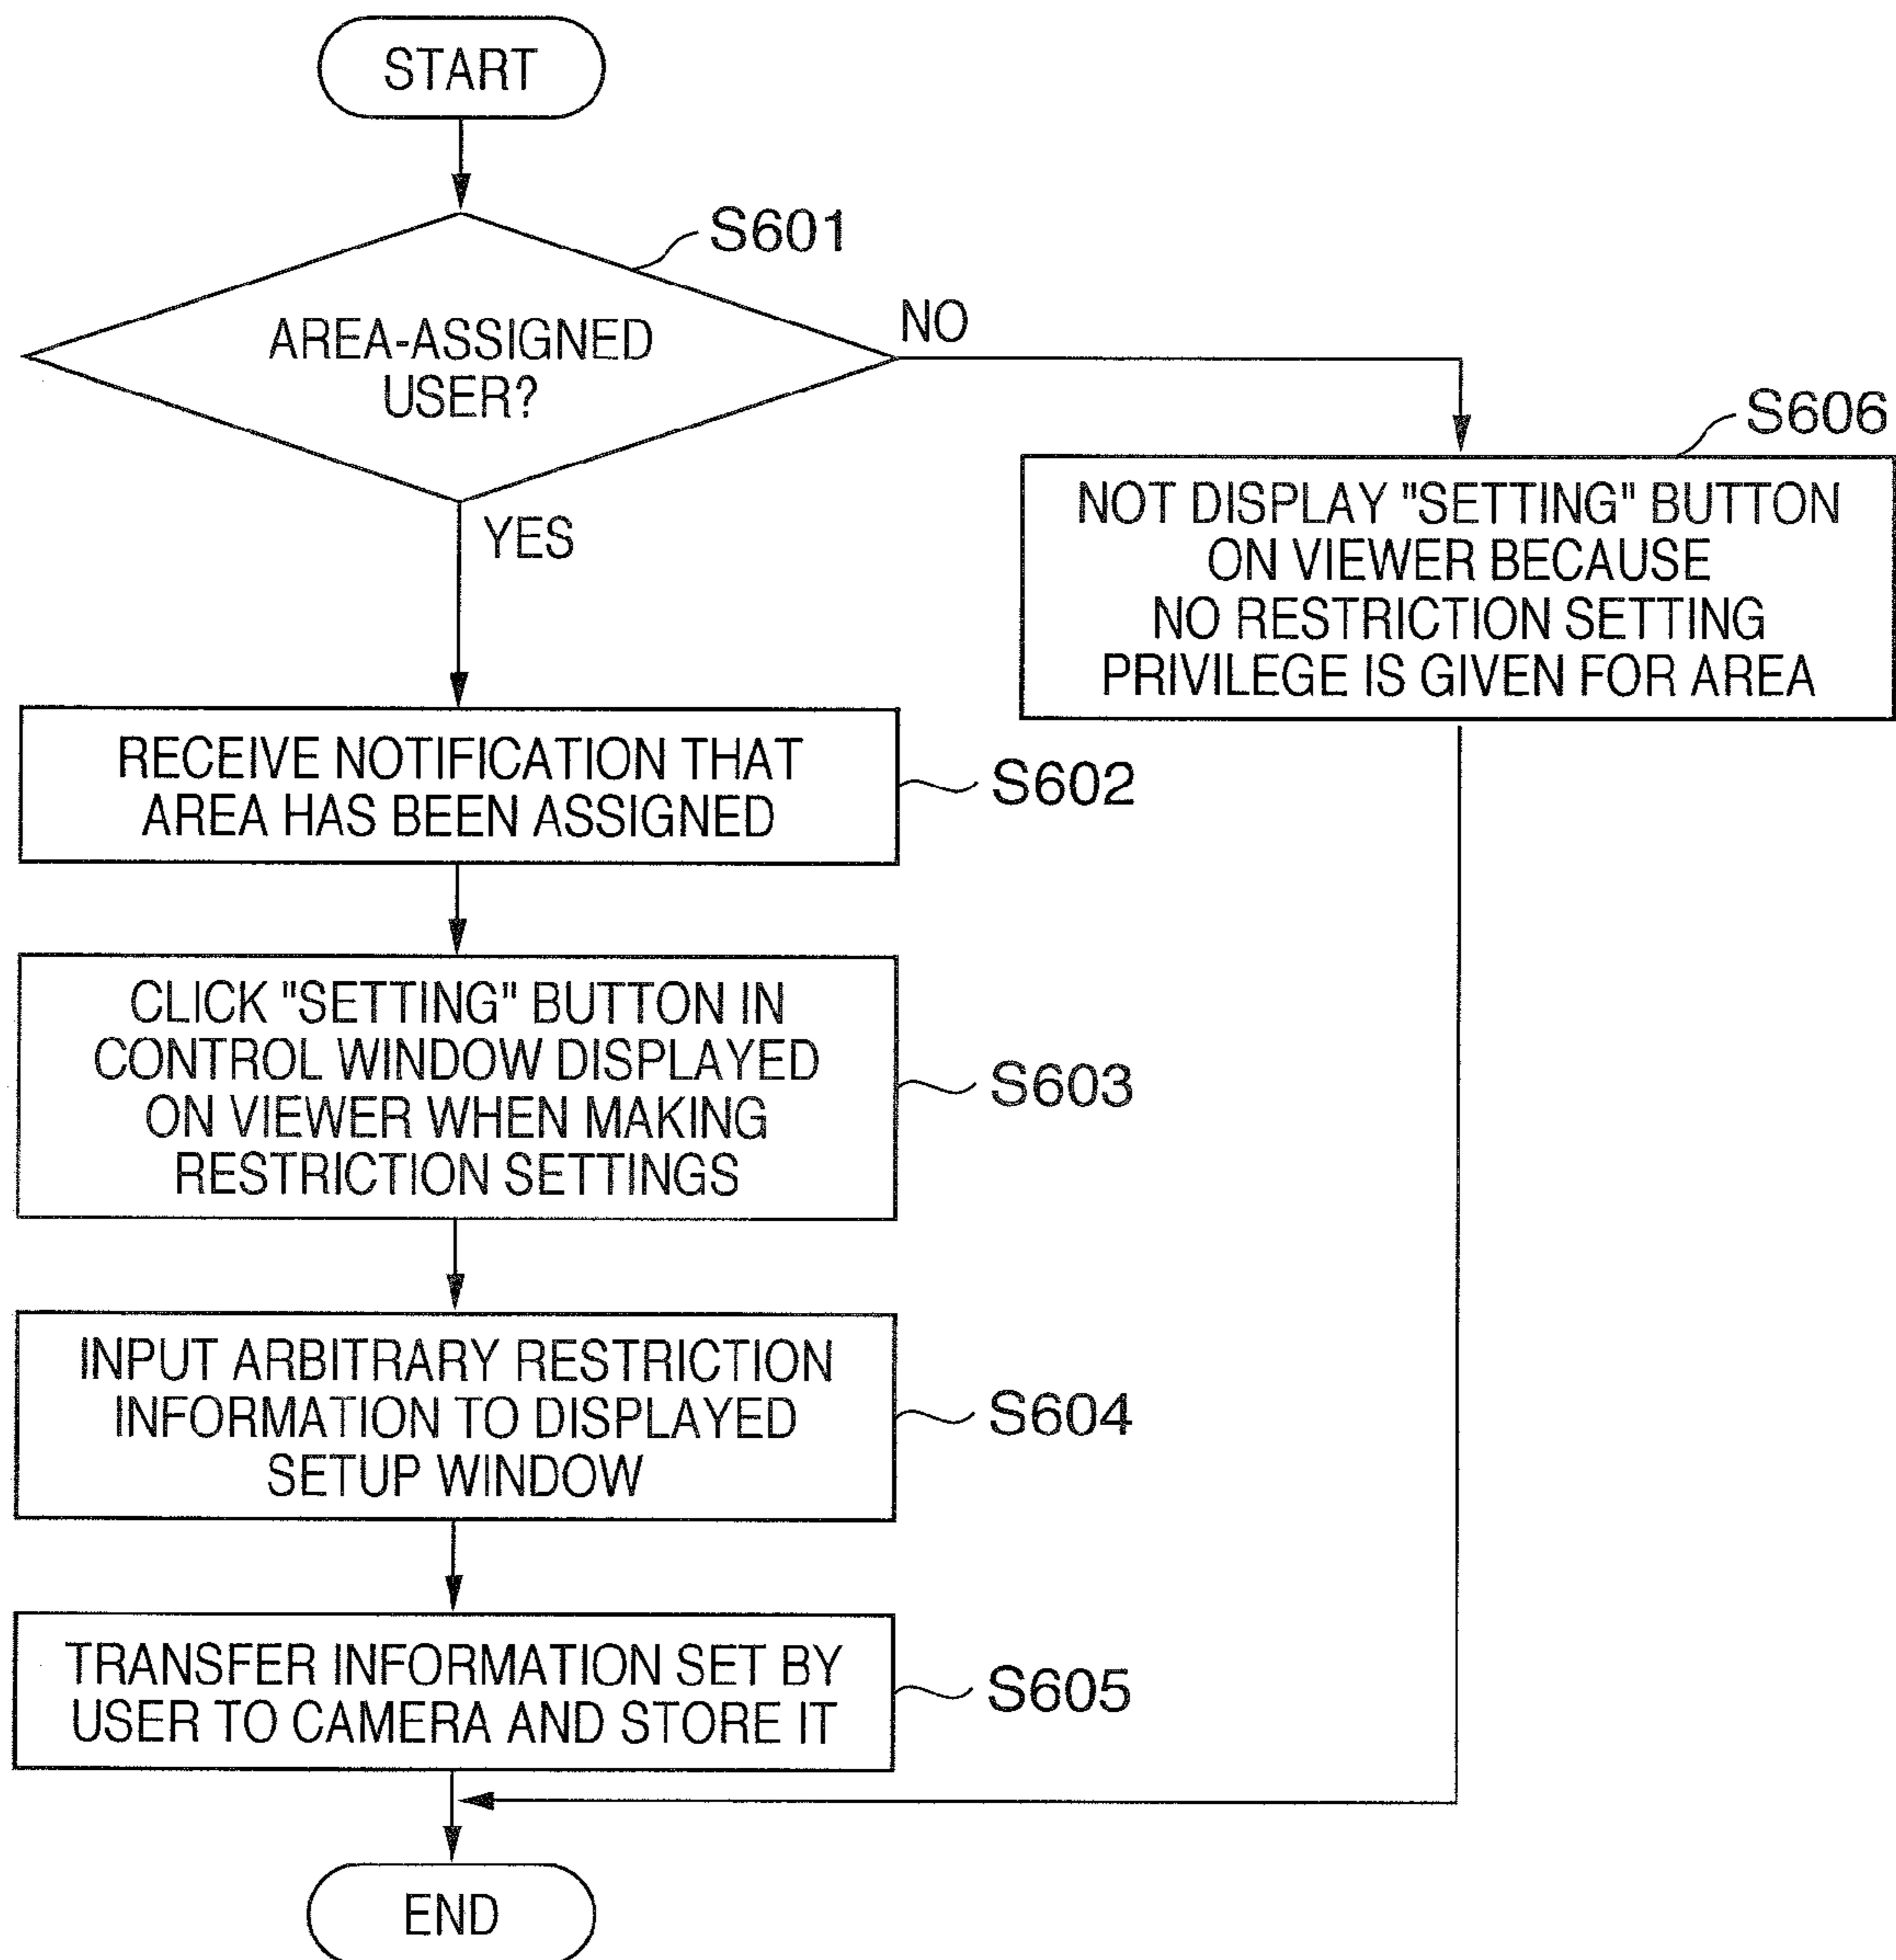 START
S601
AREA-ASSIGNED
USER?
NO
YES
S606
NOT DISPLAY "SETTING" BUTTON
ON VIEWER BECAUSE
NO RESTRICTION SETTING
PRIVILEGE IS GIVEN FOR AREA
RECEIVE NOTIFICATION THAT
AREA HAS BEEN ASSIGNED
S602
CLICK "SETTING" BUTTON IN
CONTROL WINDOW DISPLAYED
ON VIEWER WHEN MAKING
RESTRICTION SETTINGS
S603
INPUT ARBITRARY RESTRICTION
INFORMATION TO DISPLAYED
SETUP WINDOW
S604
TRANSFER INFORMATION SET BY
USER TO CAMERA AND STORE IT
S605
END